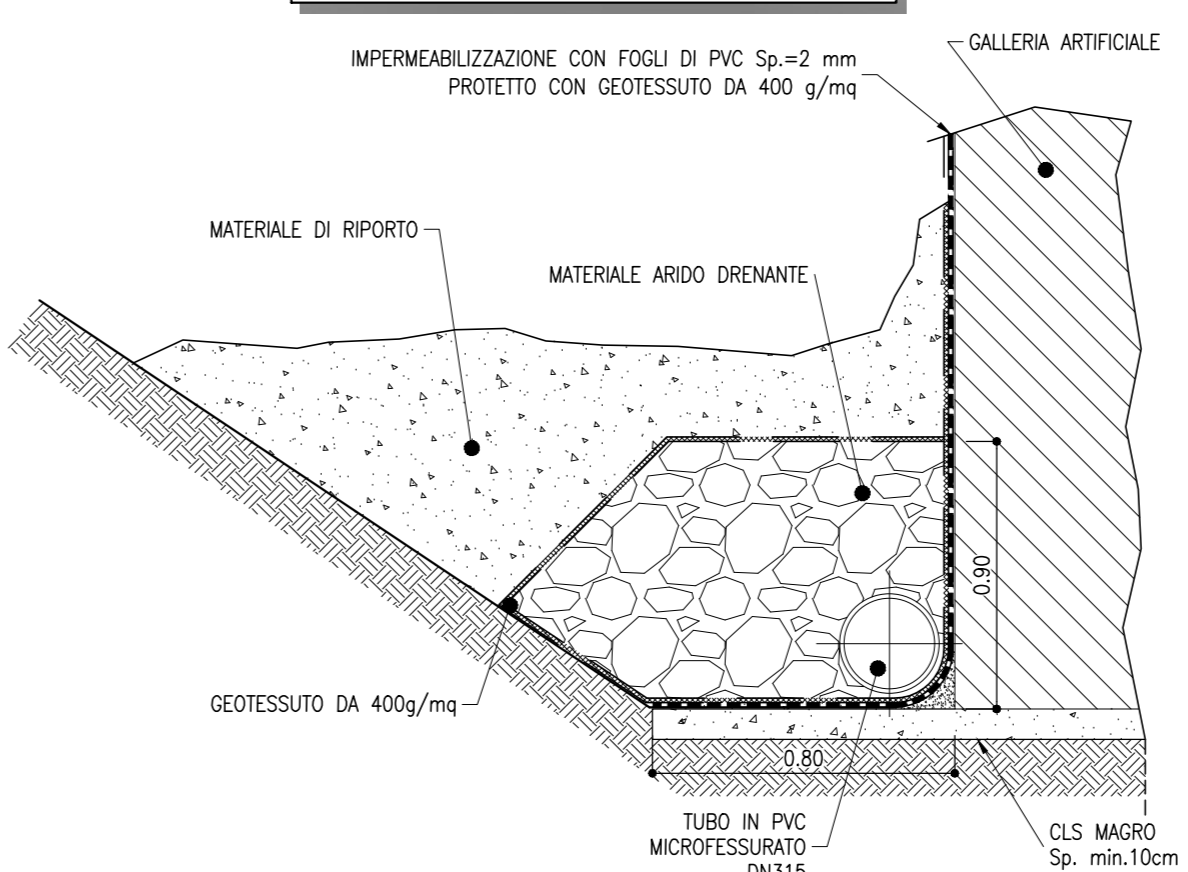 IMPERMEABILIZZAZIONE CON FOGLI DI PVC Sp.=2 mm
PROTETTO CON GEOTESSUTO DA 400 g/mq
GALLERIA ARTIFICIALE
MATERIALE DI RIPORTO
MATERIALE ARIDO DRENANTE
0.90
GEOTESSUTO DA 400g/mq
0.80
TUBO IN PVC
MICROFESSURATO
DN315
CLS MAGRO
Sp. min.10cm